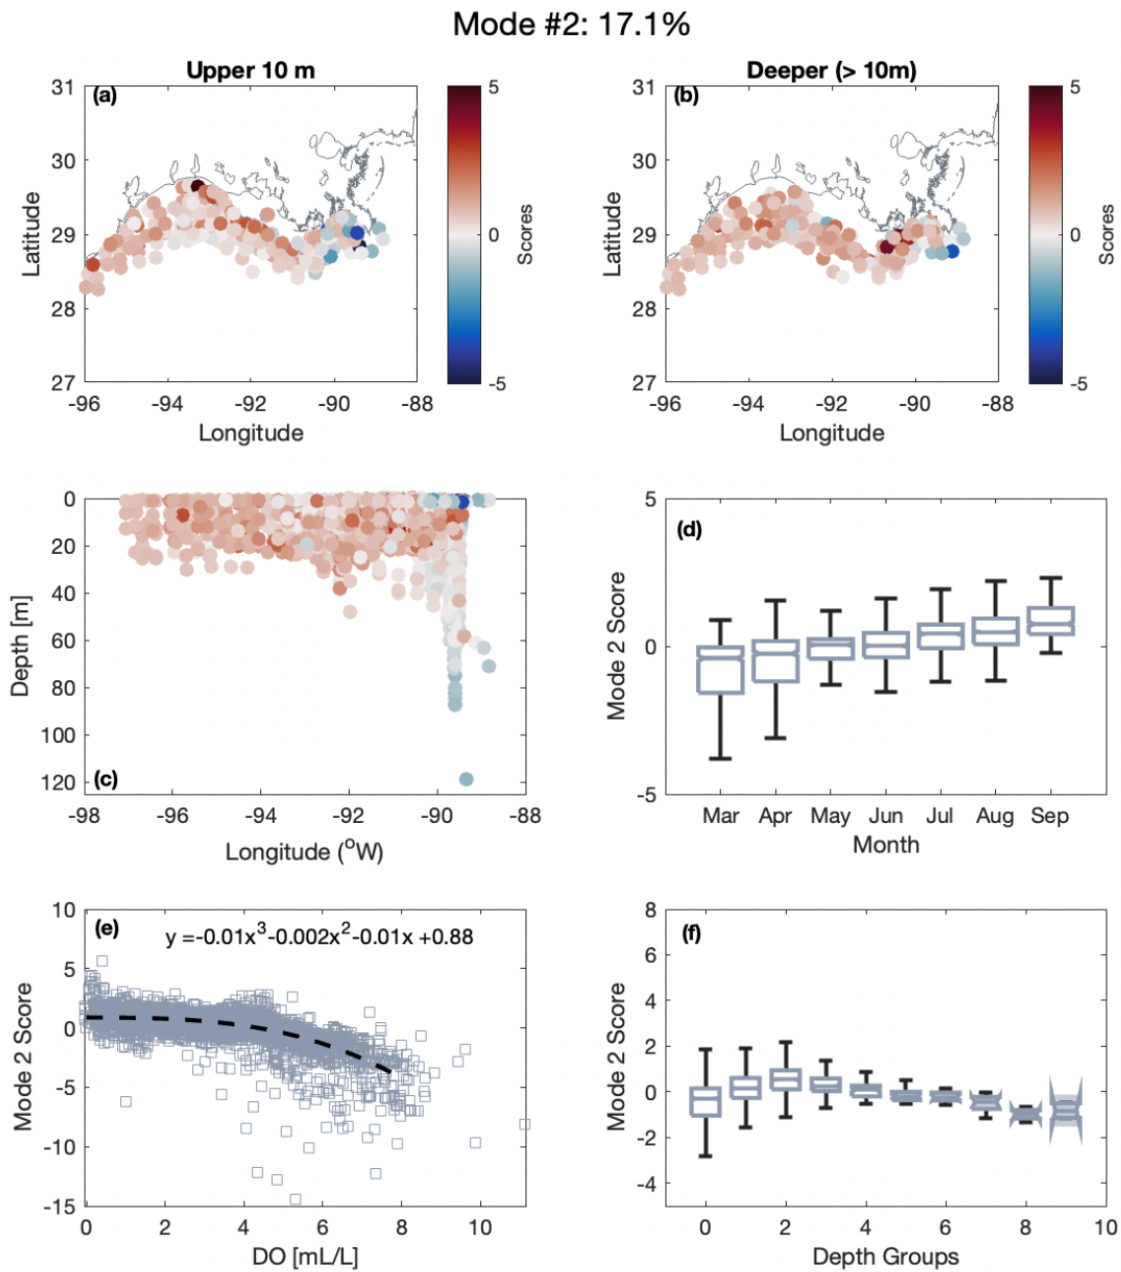 Mode #2: 17.1%
Upper 10 m
(a)
31
30
29
28
27
Latitude
-96 -94 -92 -90 -88
Longitude
5
0
-5
Scores
Deeper (> 10m)
(b)
31
30
29
28
27
Latitude
-96 -94 -92 -90 -88
Longitude
5
0
-5
Scores
0
20
40
60
80
100
120
Depth [m]
(c)
-98 -96 -94 -92 -90 -88
Longitude (°W)
5
0
-5
Mode 2 Score
(d)
Mar Apr May Jun Jul Aug Sep
Month
10
5
0
-5
-10
-15
Mode 2 Score
(e)
y =-0.01x³-0.002x²-0.01x +0.88
0 2 4 6 8 10
DO [mL/L]
8
6
4
2
0
-2
-4
Mode 2 Score
(f)
0 2 4 6 8 10
Depth Groups